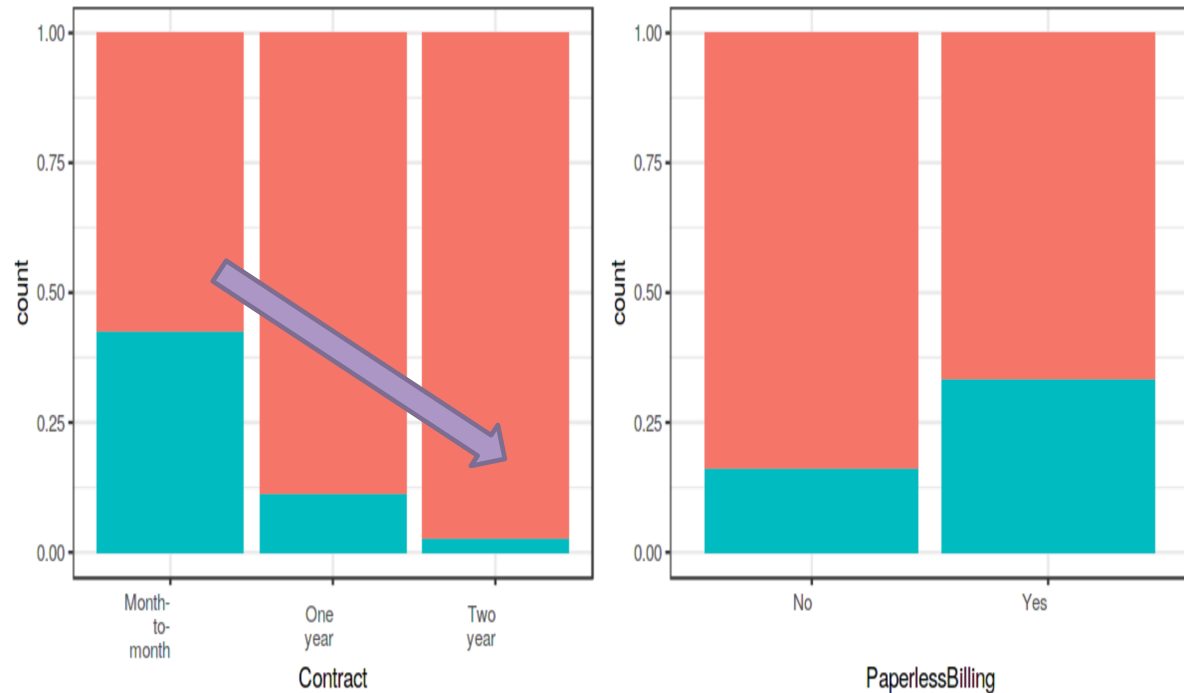 count
1.00
0.75
0.50
0.25
0.00
Month-
to-
month
One
year
Two
year
Contract
count
1.00
0.75
0.50
0.25
0.00
No
Yes
PaperlessBilling